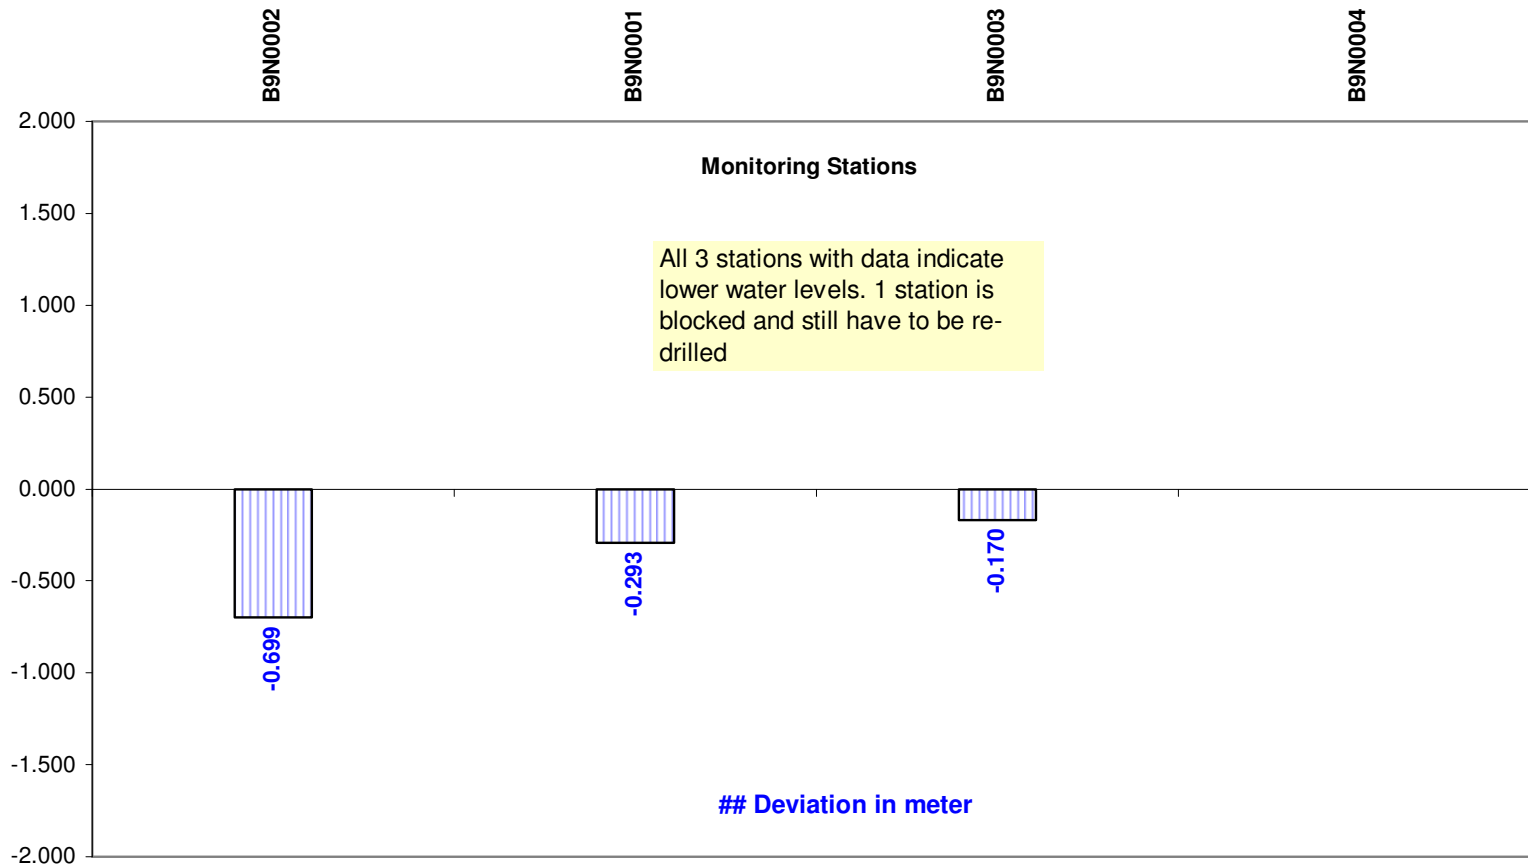 B9N0002
B9N0001
B9N0003
B9N0004
2.000
Monitoring Stations
1.500
All 3 stations with data indicate
lower water levels. 1 station is
blocked and still have to be re-
drilled
1.000
0.500
0.000
-0.699
-0.293
-0.170
-0.500
-1.000
-1.500
## Deviation in meter
-2.000